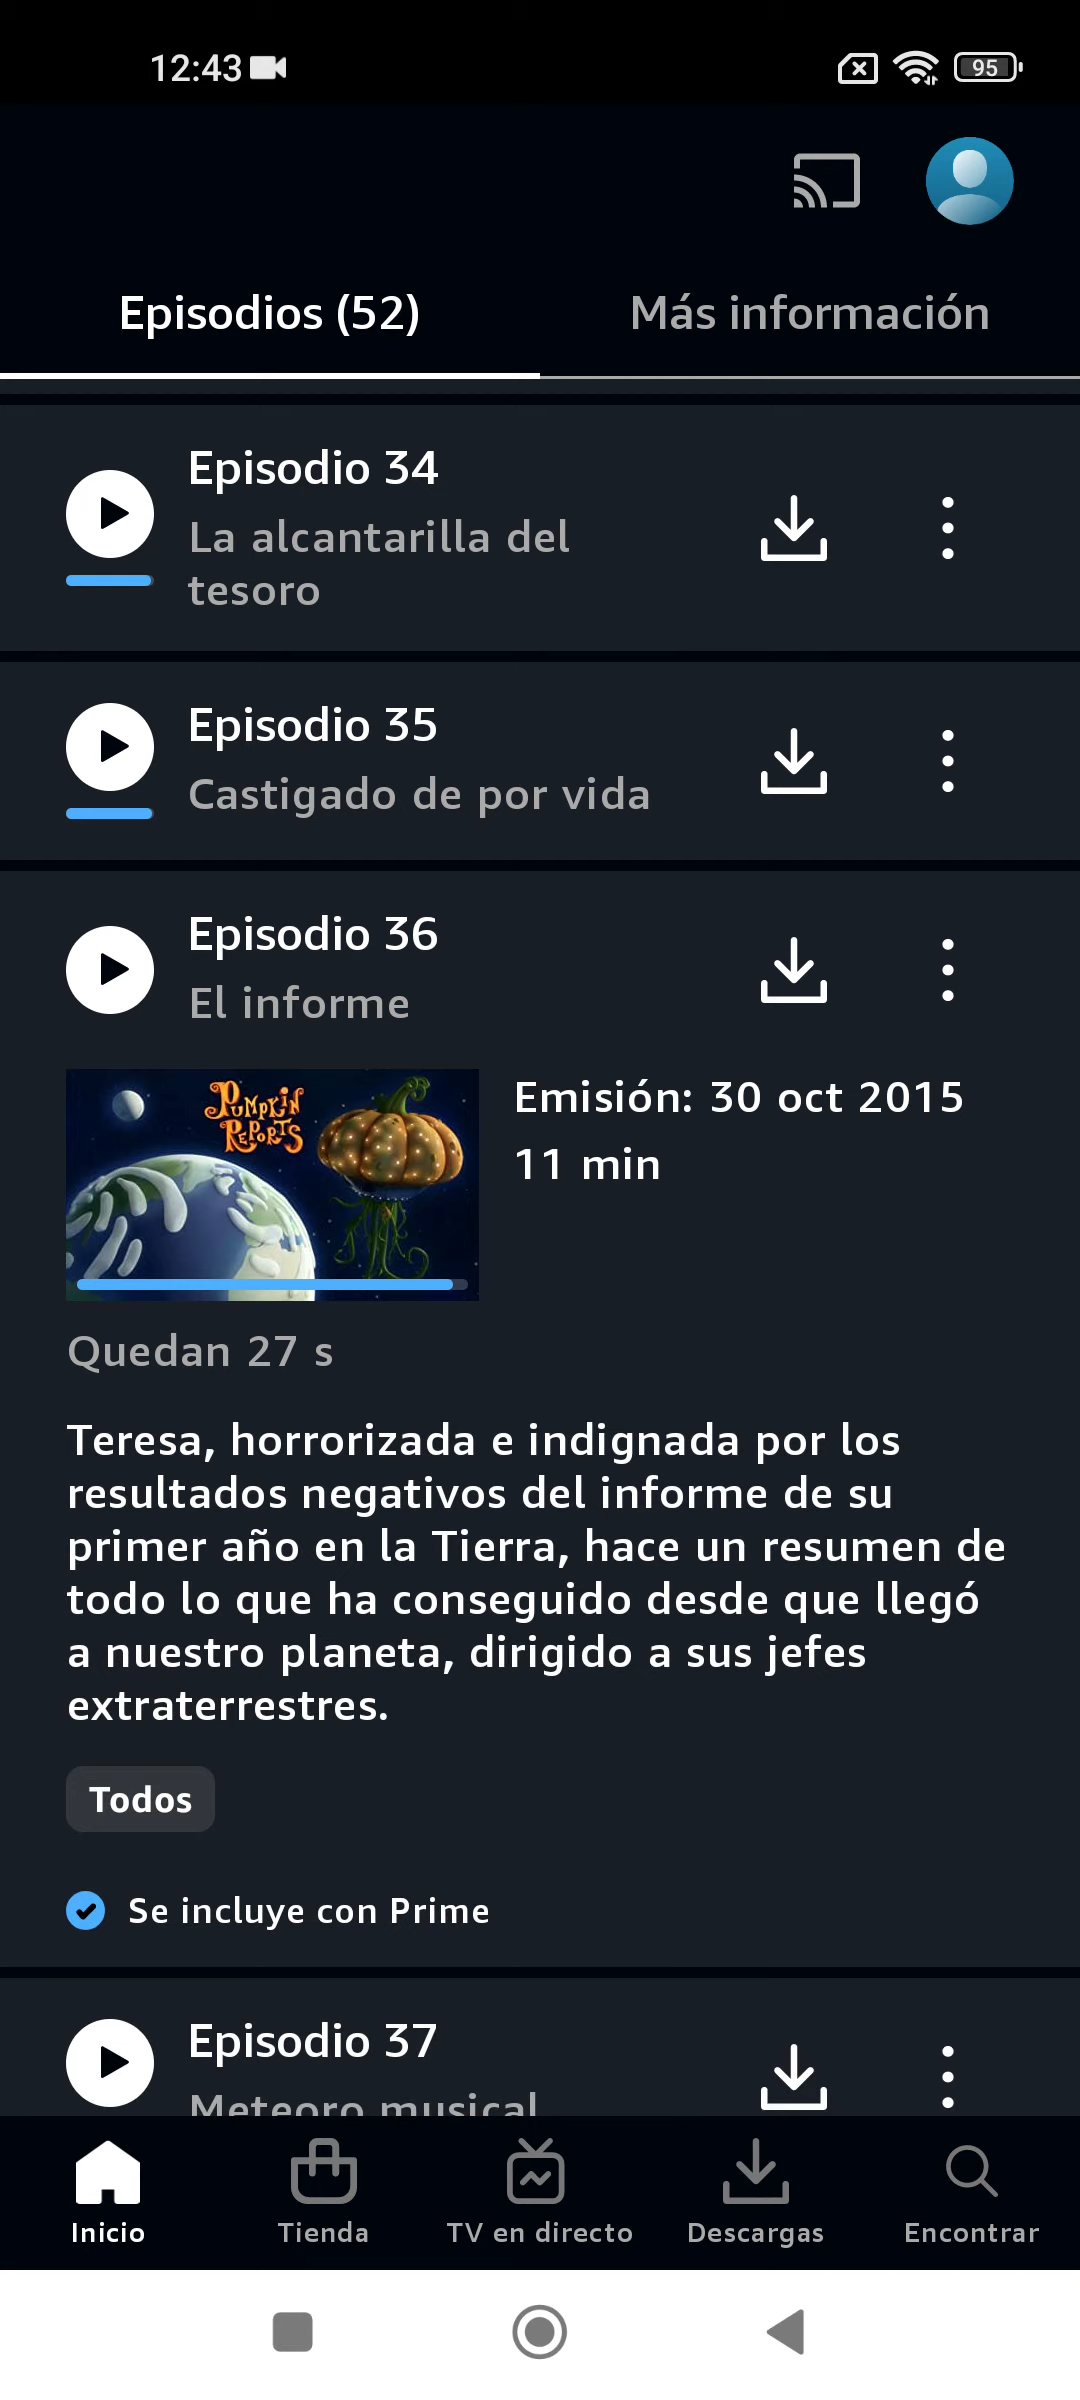 12:43
95
Episodios (52)
Más información
Episodio 34
La alcantarilla del
tesoro
Episodio 35
Castigado de por vida
Episodio 36
El informe
PUMPKIN
REPORTS
Emisión: 30 oct 2015
11 min
Quedan 27 s
Teresa, horrorizada e indignada por los
resultados negativos del informe de su
primer año en la Tierra, hace un resumen de
todo lo que ha conseguido desde que llegó
a nuestro planeta, dirigido a sus jefes
extraterrestres.
Todos
Se incluye con Prime
Episodio 37
Meteoro musical
Inicio
Tienda
TV en directo
Descargas
Encontrar